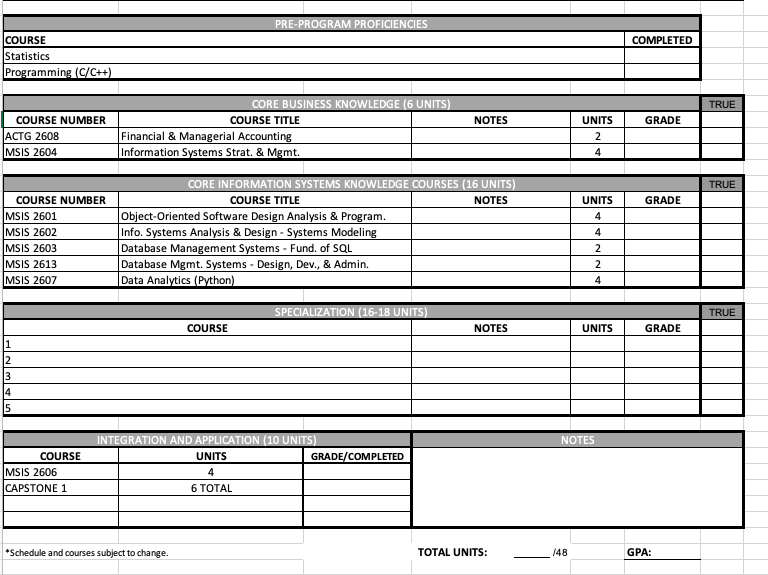 PRE-PROGRAM PROFICIENCIES
COURSE COMPLETED
Statistics
Programming (C/C++)
CORE BUSINESS KNOWLEDGE (6 UNITS) TRUE
COURSE NUMBER COURSE TITLE NOTES UNITS GRADE
ACTG 2608 Financial & Managerial Accounting 2
MSIS 2604 Information Systems Strat. & Mgmt. 4
CORE INFORMATION SYSTEMS KNOWLEDGE COURSES (16 UNITS) TRUE
COURSE NUMBER COURSE TITLE NOTES UNITS GRADE
MSIS 2601 Object-Oriented Software Design Analysis & Program. 4
MSIS 2602 Info. Systems Analysis & Design - Systems Modeling 4
MSIS 2603 Database Management Systems - Fund. of SQL 2
MSIS 2613 Database Mgmt. Systems - Design, Dev., & Admin. 2
MSIS 2607 Data Analytics (Python) 4
SPECIALIZATION (16-18 UNITS) TRUE
COURSE NOTES UNITS GRADE
1
2
3
4
5
INTEGRATION AND APPLICATION (10 UNITS) NOTES
COURSE UNITS GRADE/COMPLETED
MSIS 2606 4
CAPSTONE 1 6 TOTAL
*Schedule and courses subject to change. TOTAL UNITS: ______ /48 GPA: